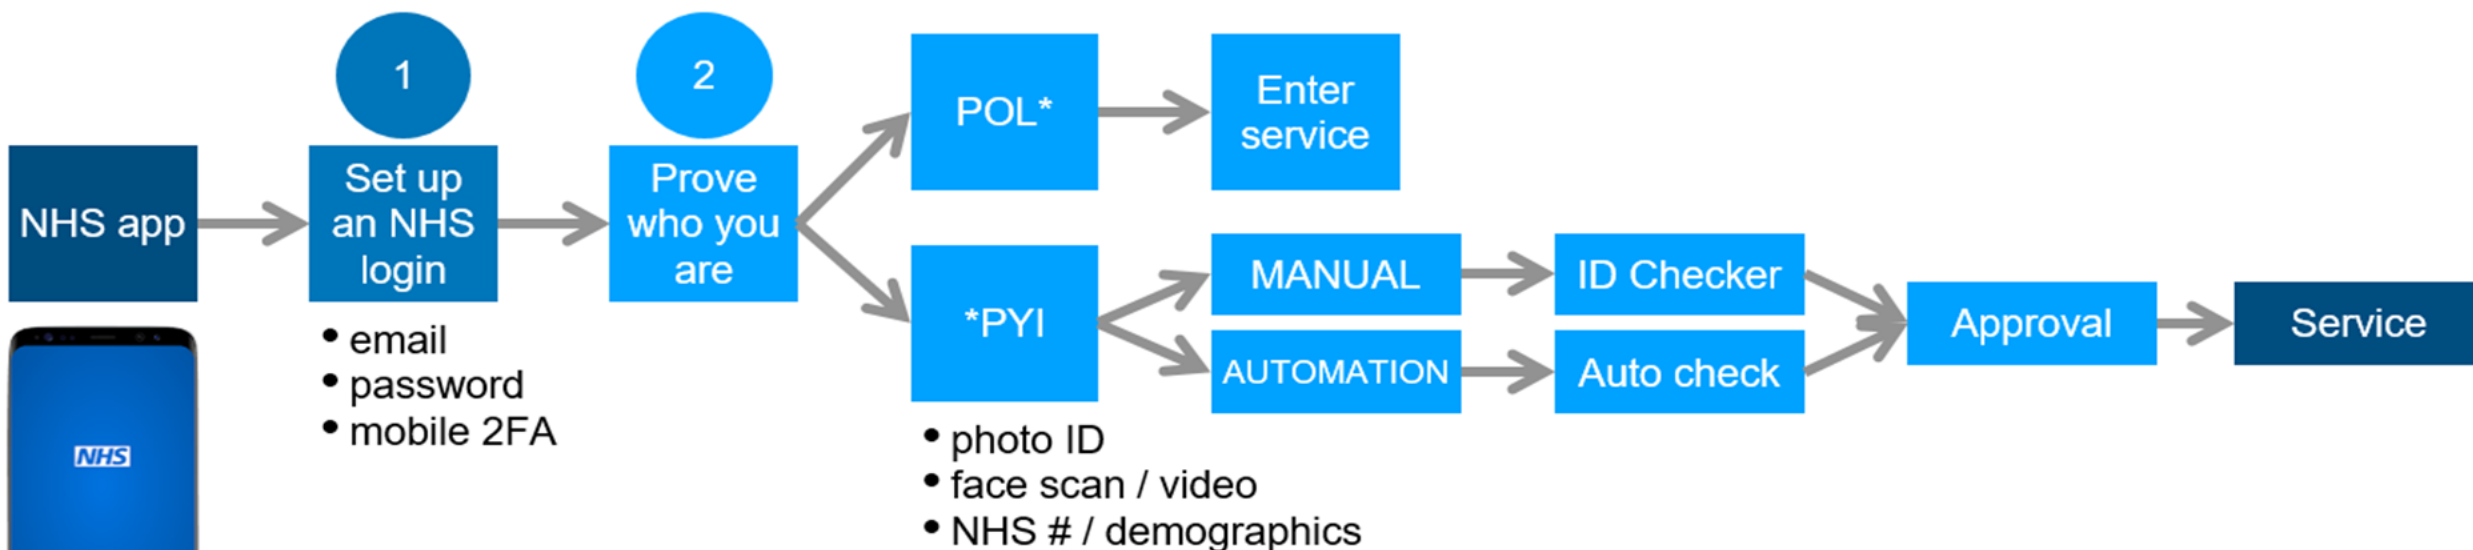 1
2
NHS app
Set up
an NHS
login
Prove
who you
are
POL*
Enter
service
*PYI
MANUAL
AUTOMATION
ID Checker
Auto check
Approval
Service
• email
• password
• mobile 2FA
NHS
• photo ID
• face scan / video
• NHS # / demographics